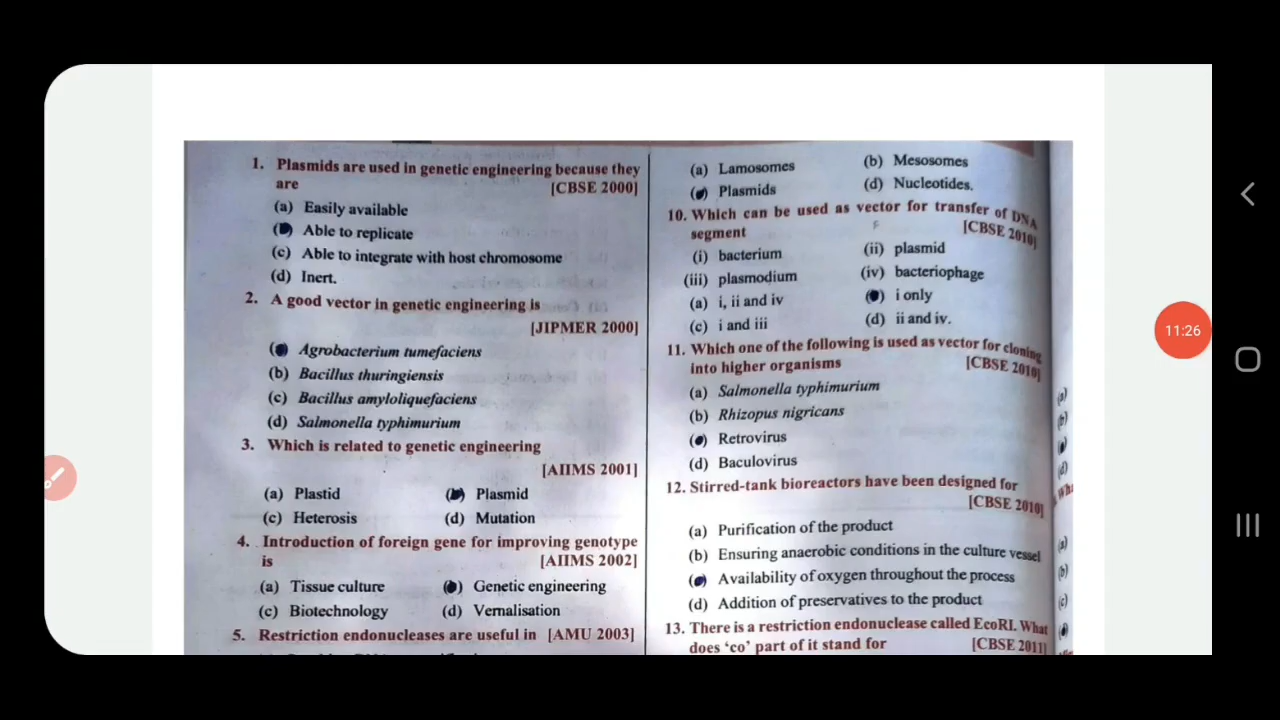 1. Plasmids are used in genetic engineering because they
are [CBSE 2000]
(a) Easily available
(b) Able to replicate
(c) Able to integrate with host chromosome
(d) Inert.
2. A good vector in genetic engineering is
[JIPMER 2000]
(a) Agrobacterium tumefaciens
(b) Bacillus thuringiensis
(c) Bacillus amyloliquefaciens
(d) Salmonella typhimurium
3. Which is related to genetic engineering
[AIIMS 2001]
(a) Plastid (b) Plasmid
(c) Heterosis (d) Mutation
4. Introduction of foreign gene for improving genotype
is [AIIMS 2002]
(a) Tissue culture (b) Genetic engineering
(c) Biotechnology (d) Vernalisation
5. Restriction endonucleases are useful in [AMU 2003]
(a) Lamosomes (b) Mesosomes
(c) Plasmids (d) Nucleotides.
10. Which can be used as vector for transfer of DNA
segment [CBSE 2010]
(i) bacterium (ii) plasmid
(iii) plasmodium (iv) bacteriophage
(a) i, ii and iv (b) i only
(c) i and iii (d) ii and iv.
11. Which one of the following is used as vector for cloning
into higher organisms [CBSE 2010]
(a) Salmonella typhimurium
(b) Rhizopus nigricans
(c) Retrovirus
(d) Baculovirus
12. Stirred-tank bioreactors have been designed for
[CBSE 2010]
(a) Purification of the product
(b) Ensuring anaerobic conditions in the culture vessel
(c) Availability of oxygen throughout the process
(d) Addition of preservatives to the product
13. There is a restriction endonuclease called EcoRI. What
does ‘co’ part of it stand for [CBSE 2011]
(a)
(b)
(d)
Wha
(a)
(b)
(c)
11:26